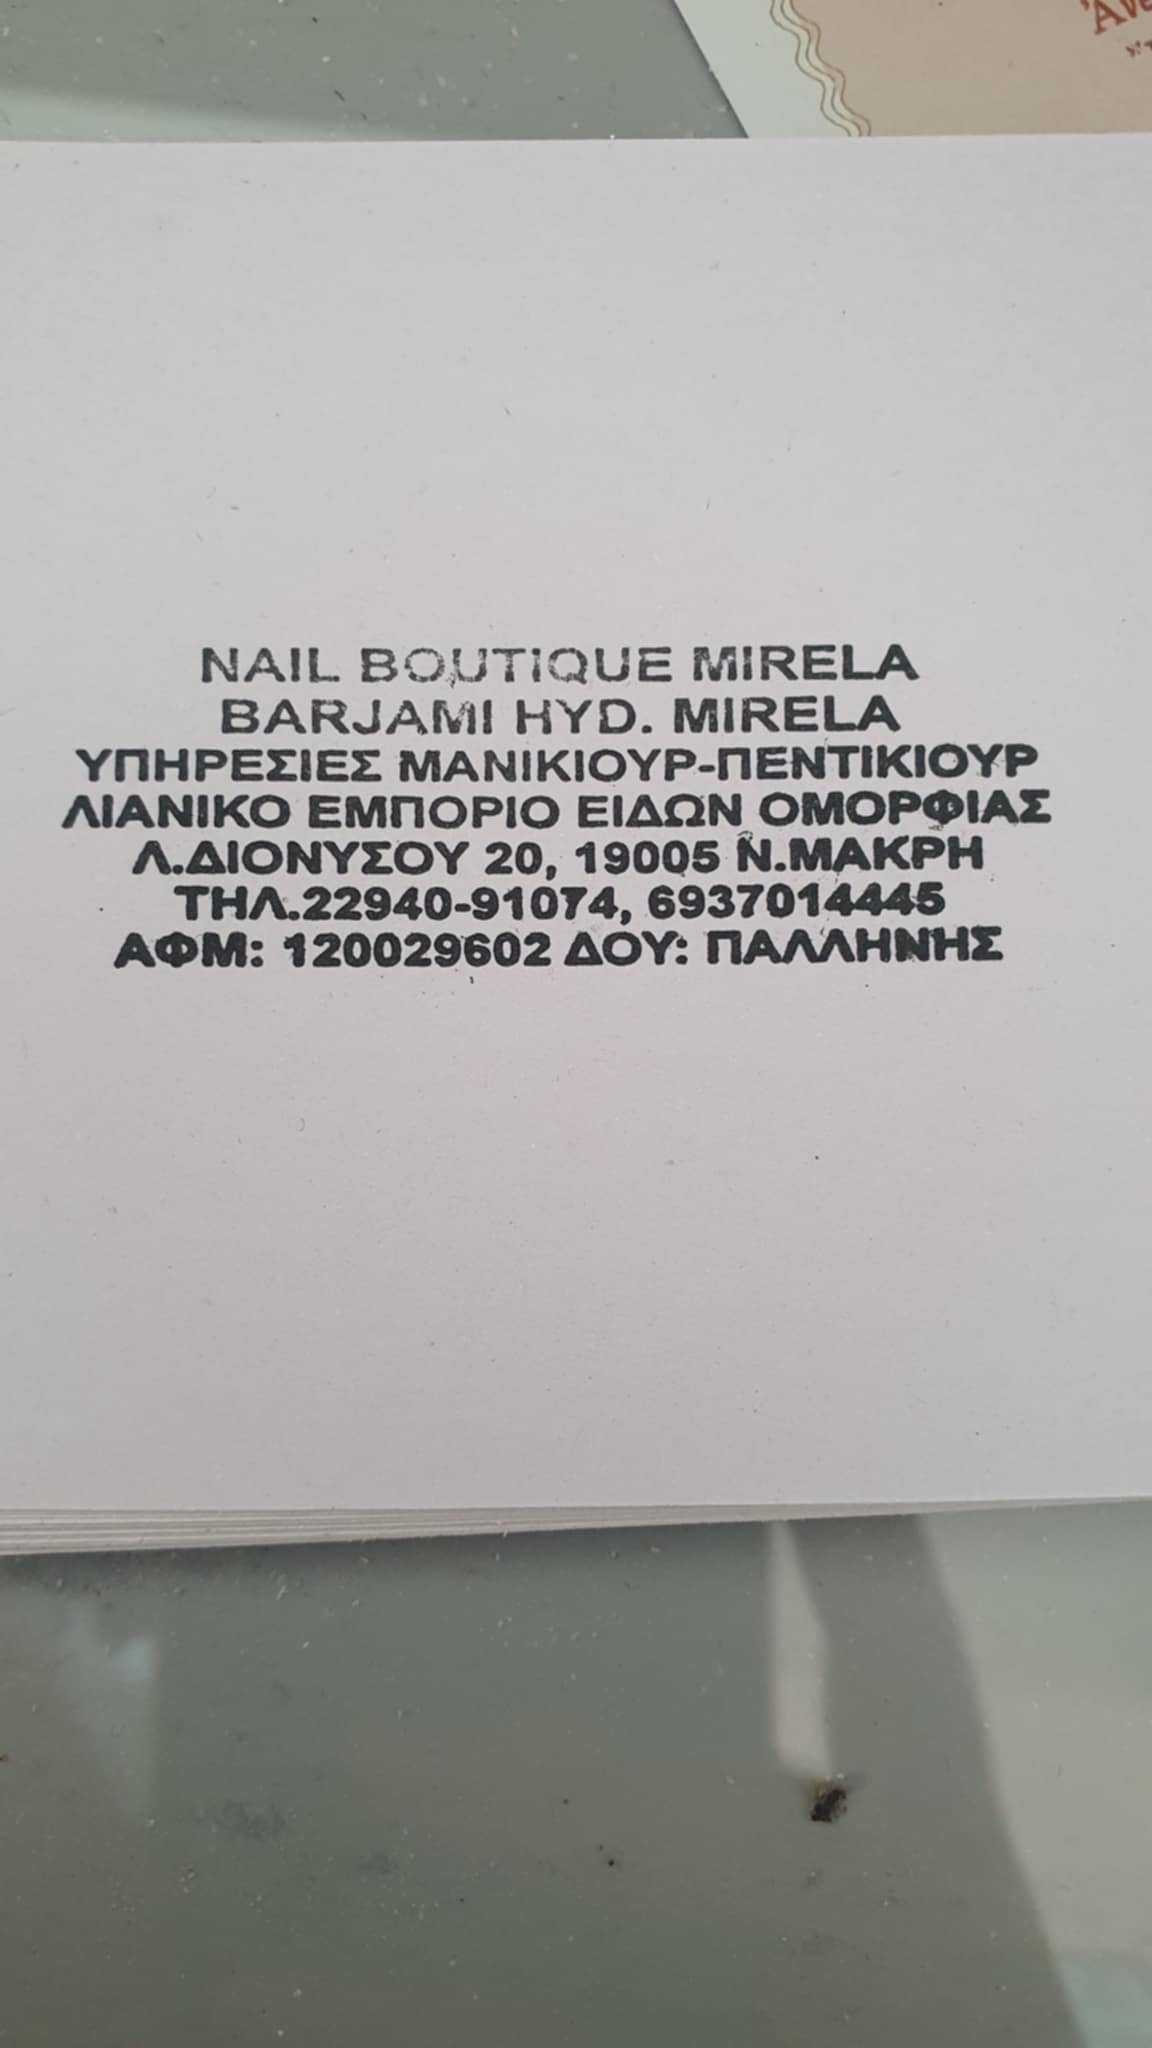 NAIL BOUTIQUE MIRELA
BARJAMI HYD. MIRELA
ΥΠΗΡΕΣΙΕΣ ΜΑΝΙΚΙΟΥΡ-ΠΕΝΤΙΚΙΟΥΡ
ΛΙΑΝΙΚΟ ΕΜΠΟΡΙΟ ΕΙΔΩΝ ΟΜΟΡΦΙΑΣ
Λ.ΔΙΟΝΥΣΟΥ 20, 19005 Ν.ΜΑΚΡΗ
ΤΗΛ.22940-91074, 6937014445
ΑΦΜ: 120029602 ΔΟΥ: ΠΑΛΛΗΝΗΣ